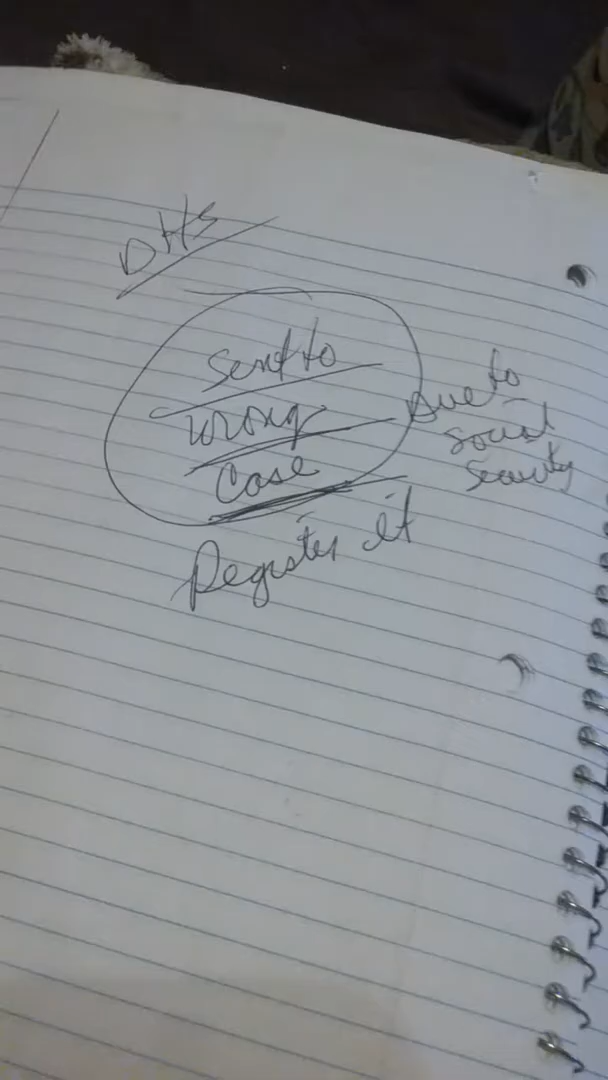 DHS
Sent to
wrong
Case
Due to
Social
Security
Register it